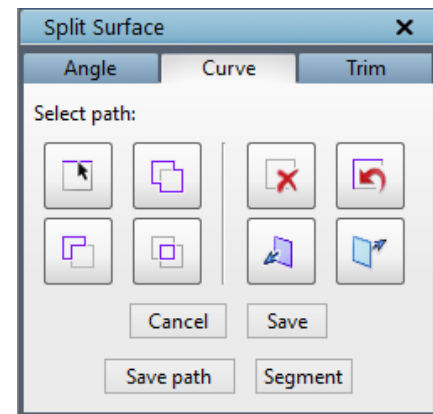 Split Surface
Angle Curve Trim
Select path:
Cancel Save
Save path Segment